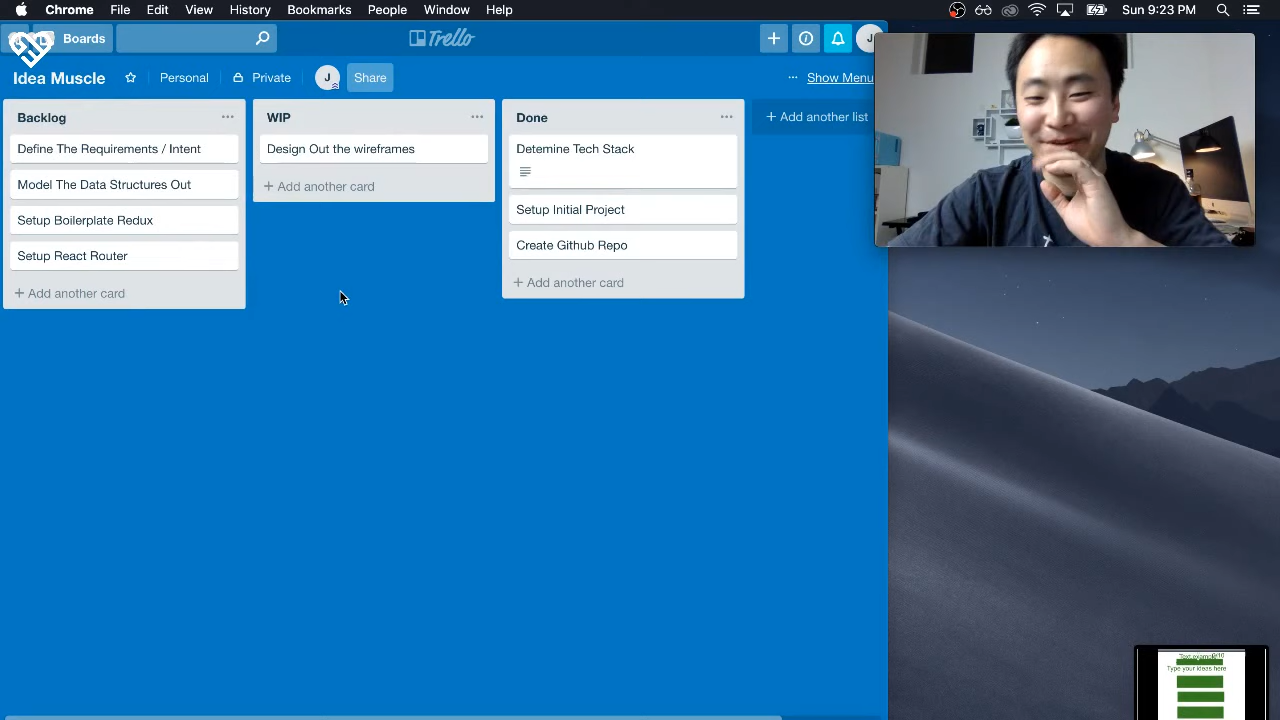 Chrome File Edit View History Bookmarks People Window Help Sun 9:23 PM
Boards Trello J
Idea Muscle Personal Private J Share ... Show Menu
Backlog
Define The Requirements / Intent
Model The Data Structures Out
Setup Boilerplate Redux
Setup React Router
+ Add another card
WIP
Design Out the wireframes
+ Add another card
Done
Detemine Tech Stack
Setup Initial Project
Create Github Repo
+ Add another card
+ Add another list
Type your ideas here